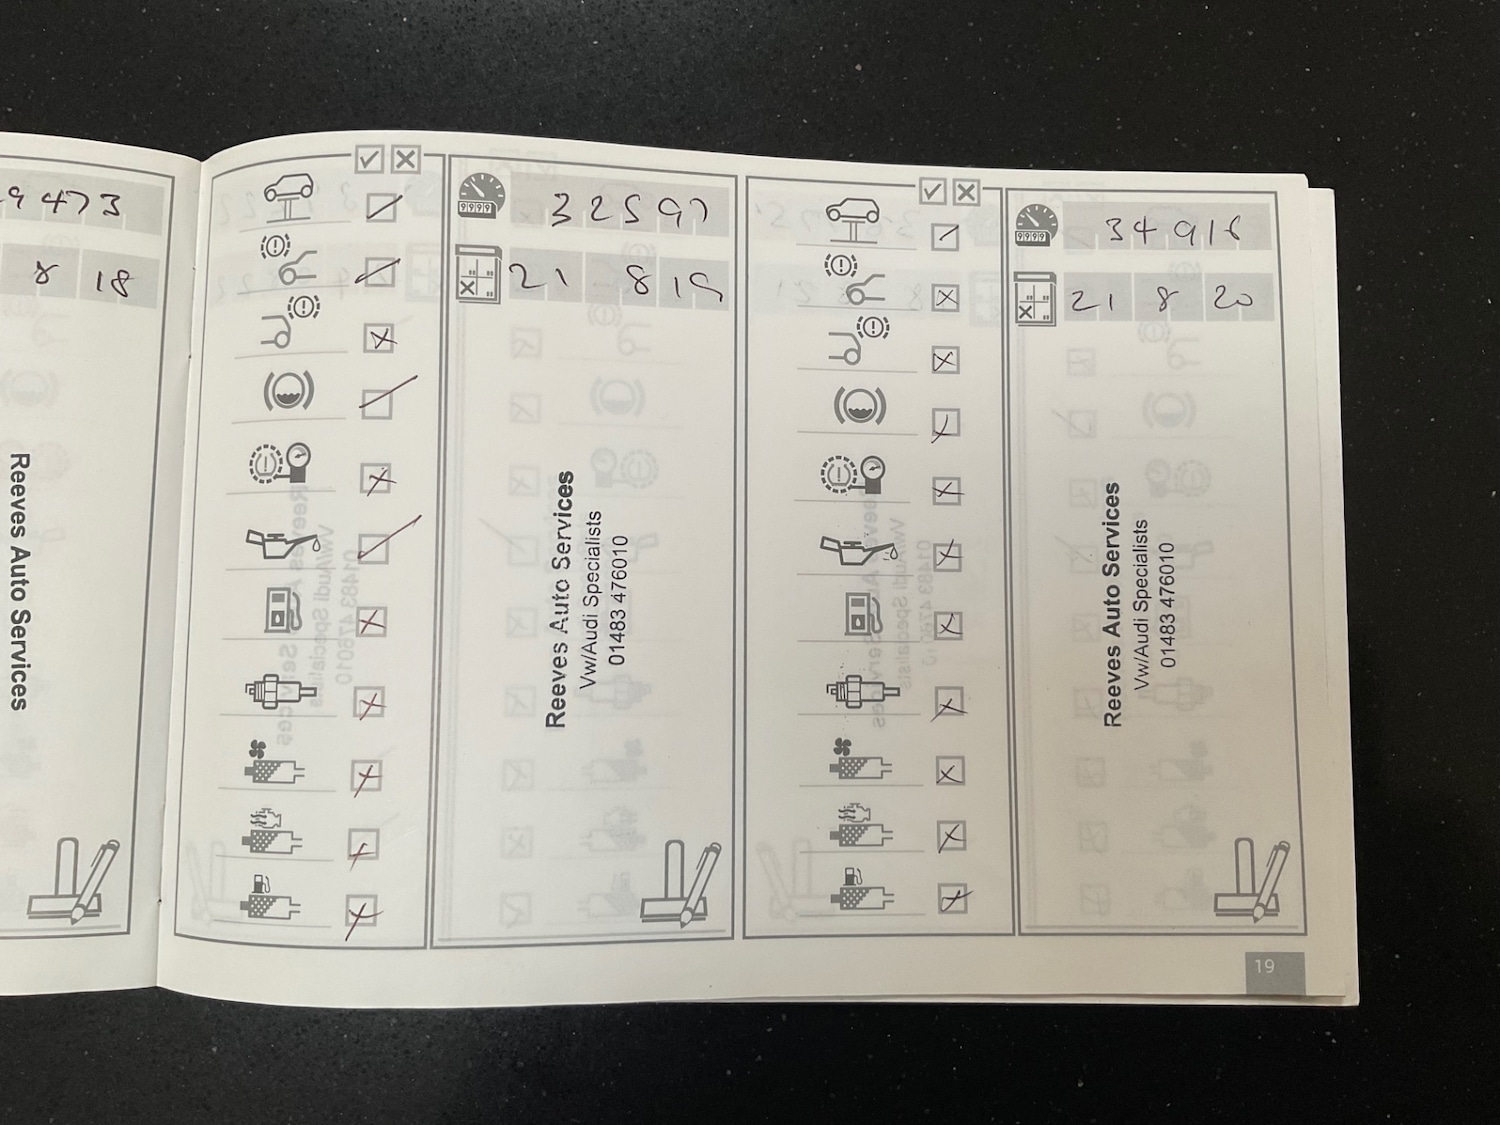 9473
8 18
Reeves Auto Services
32597
21 8 19
Reeves Auto Services
Vw/Audi Specialists
01483 476010
34916
21 8 20
Reeves Auto Services
Vw/Audi Specialists
01483 476010
19